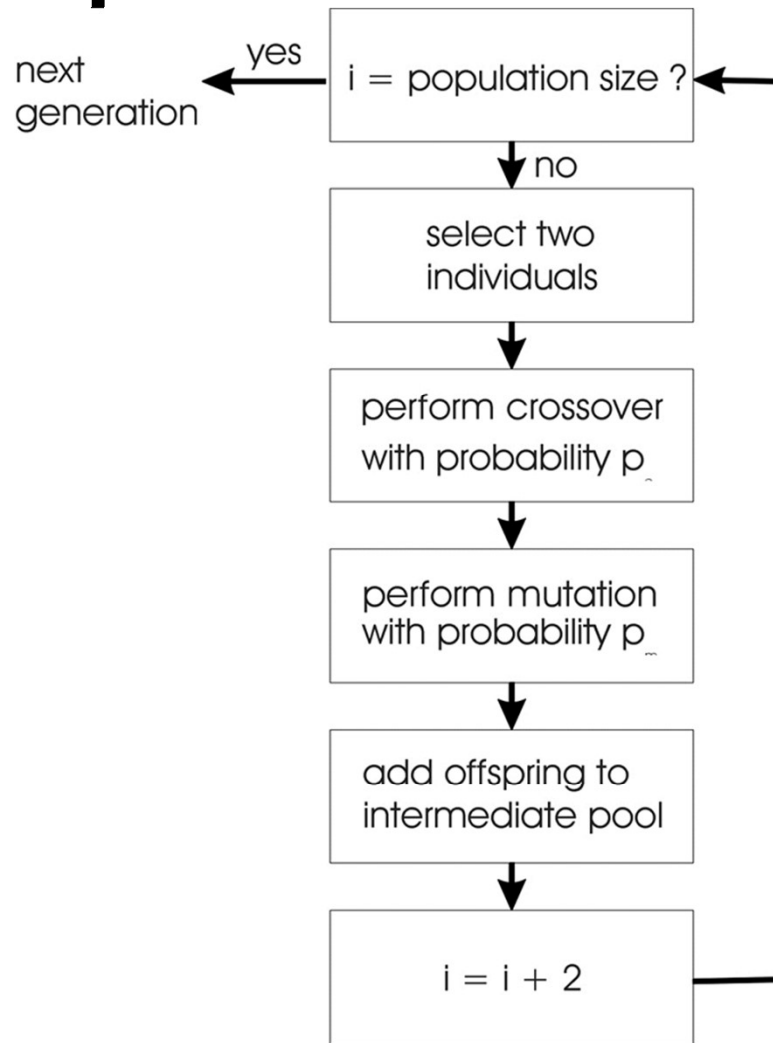 yes
next
generation
i = population size ?
no
select two
individuals
perform crossover
with probability p
perform mutation
with probability p
add offspring to
intermediate pool
i = i + 2